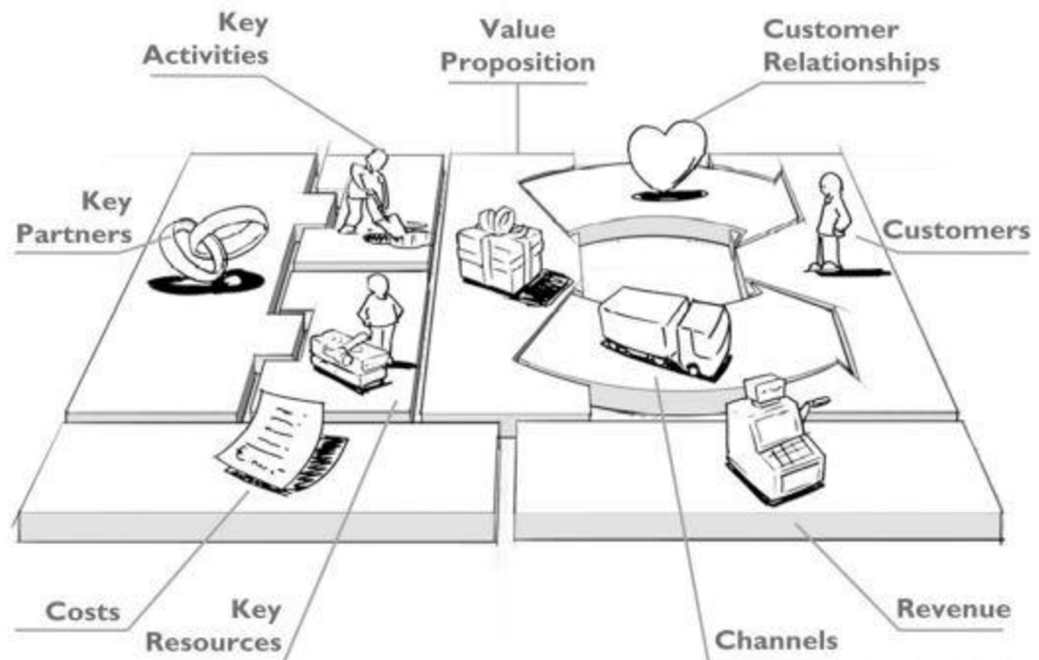 Key
Activities
Value
Proposition
Customer
Relationships
Key
Partners
Customers
Costs
Key
Resources
Channels
Revenue